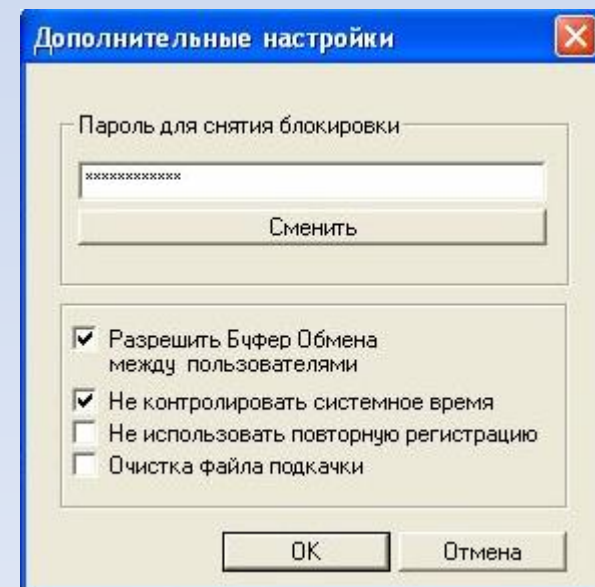 Дополнительные настройки
Пароль для снятия блокировки
************
Сменить
Разрешить Буфер Обмена
между пользователями
Не контролировать системное время
Не использовать повторную регистрацию
Очистка файла подкачки
OK
Отмена